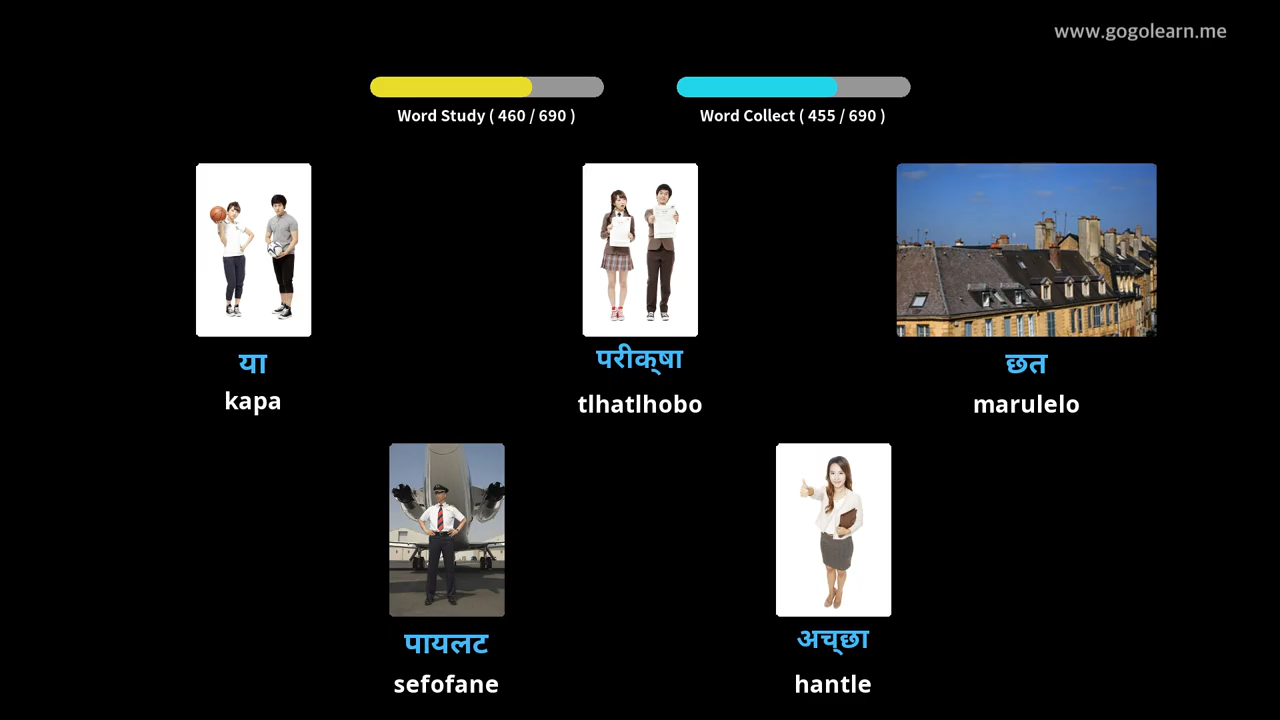 www.gogolearn.me
Word Study ( 460 / 690 )
Word Collect ( 455 / 690 )
या
kapa
परीक्‌षा
tlhatlhobo
छत
marulelo
पायलट
sefofane
अच्‌छा
hantle